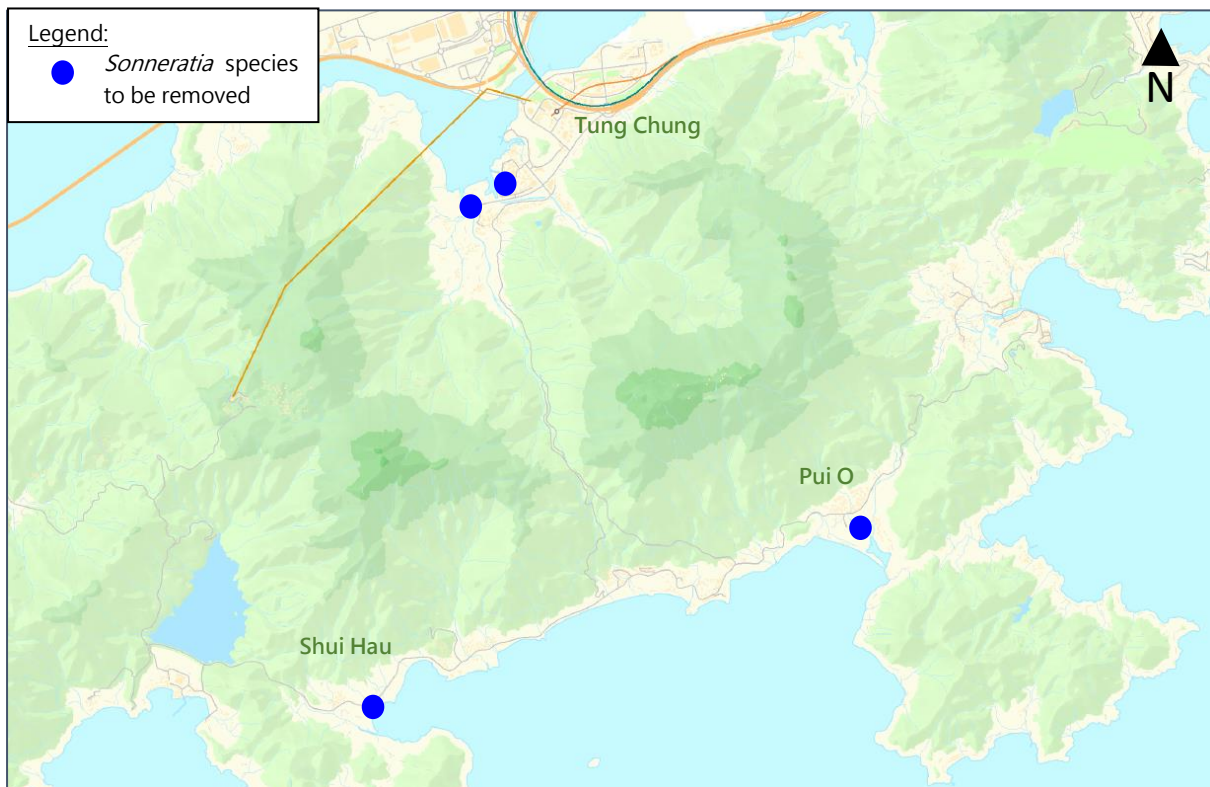 Legend:
Sonneratia species
to be removed
N
Tung Chung
Pui O
Shui Hau